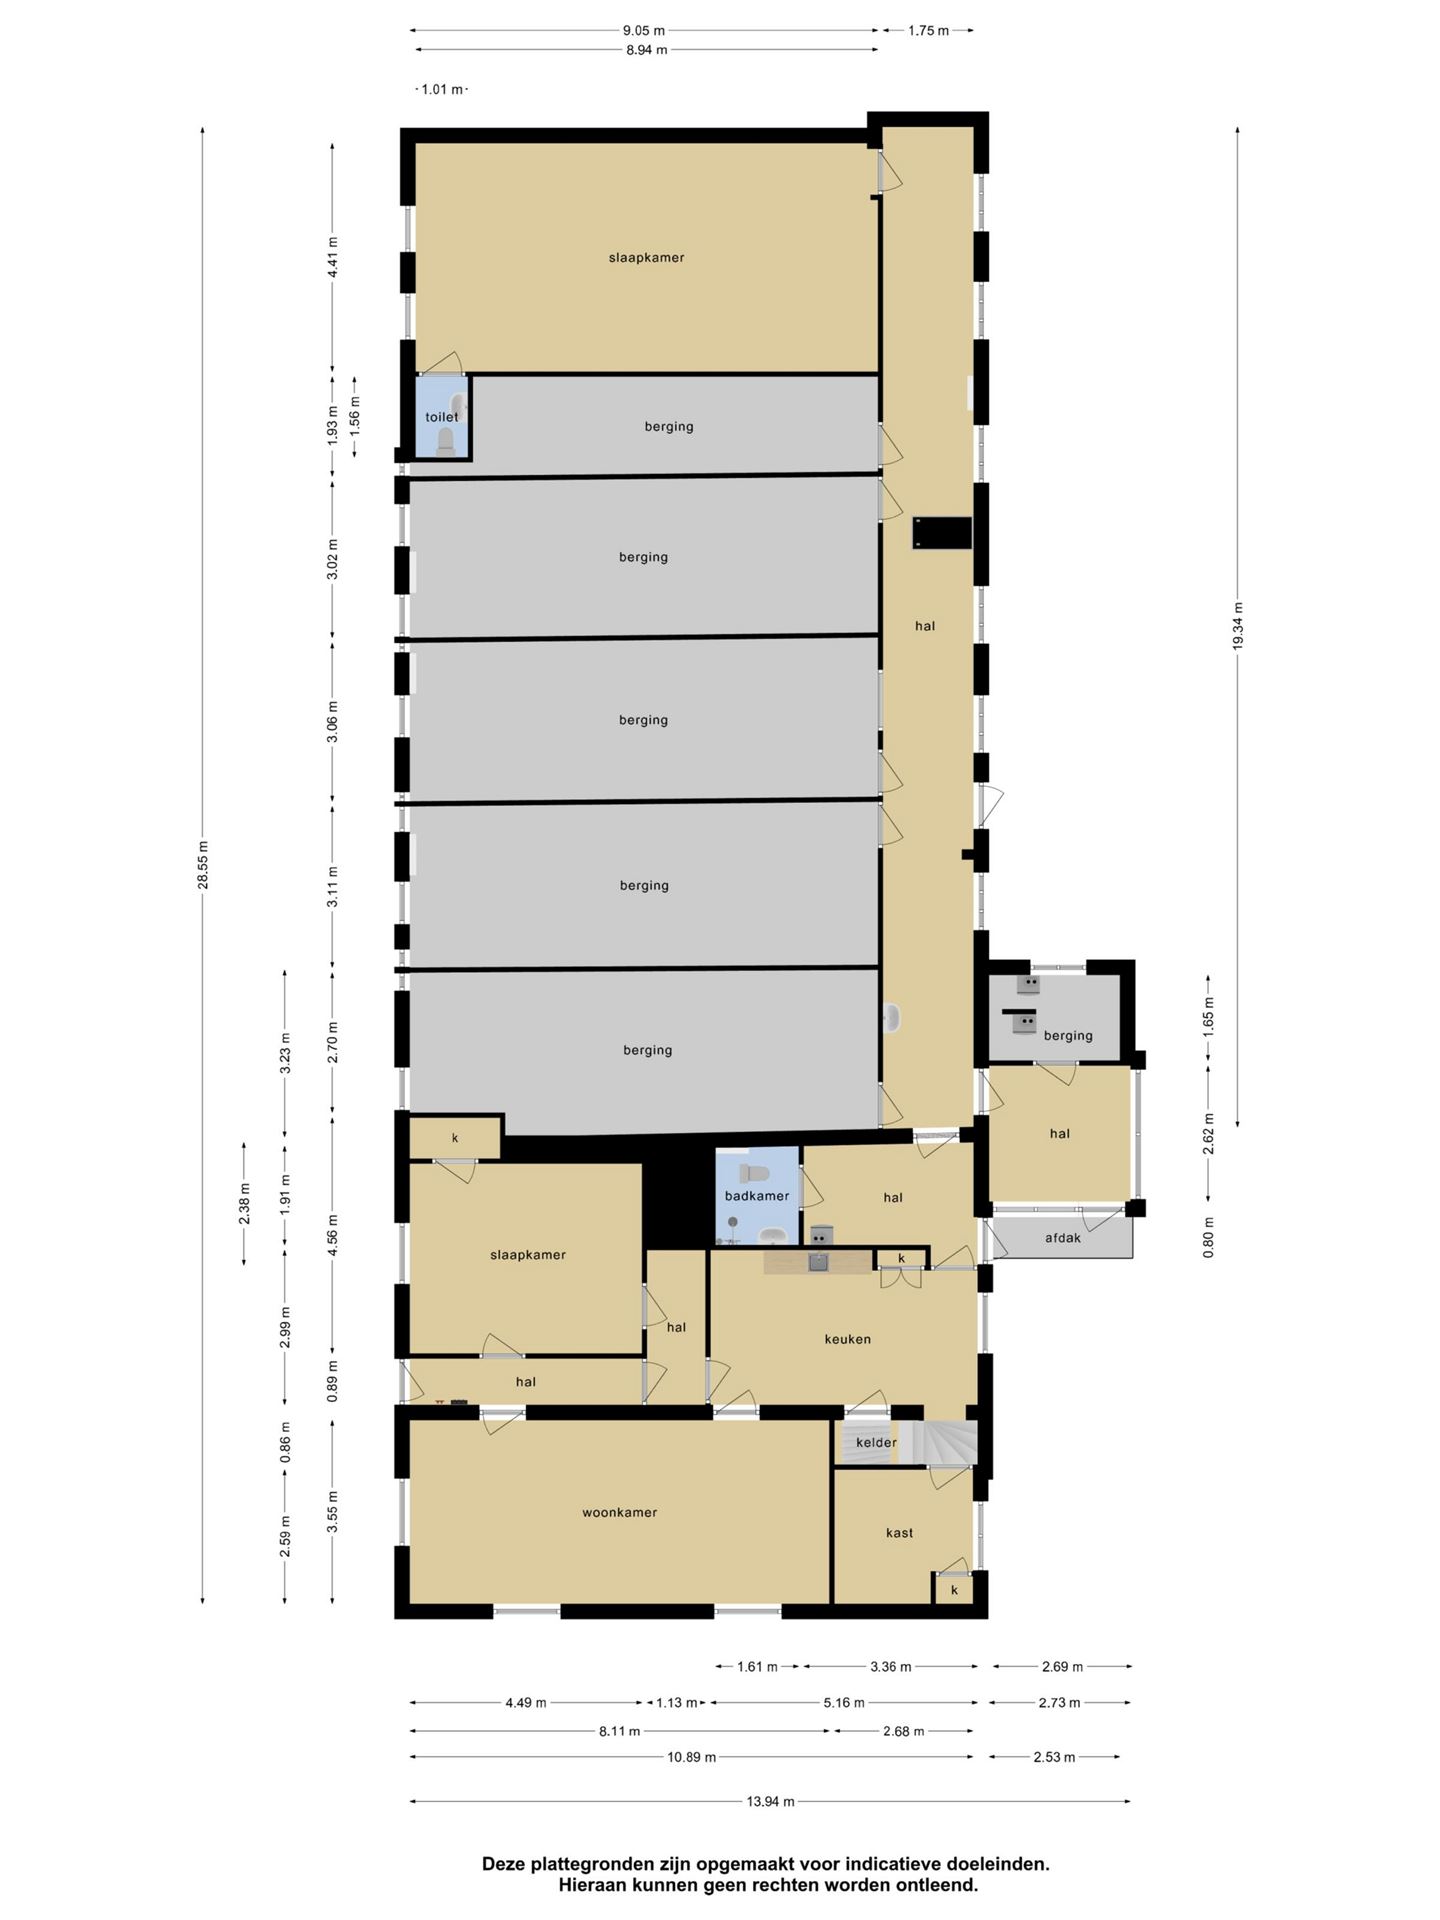 9.05 m
1.75 m
8.94 m
1.01 m
slaapkamer
4.41 m
toilet
1.93 m
1.56 m
berging
berging
3.02 m
hal
19.34 m
berging
3.06 m
28.55 m
berging
3.11 m
berging
2.70 m
3.23 m
berging
1.65 m
k
hal
2.62 m
badkamer
hal
1.91 m
2.38 m
4.56 m
afdak
0.80 m
slaapkamer
k
hal
keuken
2.99 m
hal
0.89 m
kelder
0.86 m
woonkamer
3.55 m
2.59 m
kast
k
1.61 m
3.36 m
2.69 m
4.49 m
1.13 m
5.16 m
2.73 m
8.11 m
2.68 m
10.89 m
2.53 m
13.94 m
Deze plattegronden zijn opgemaakt voor indicatieve doeleinden.
Hieraan kunnen geen rechten worden ontleend.